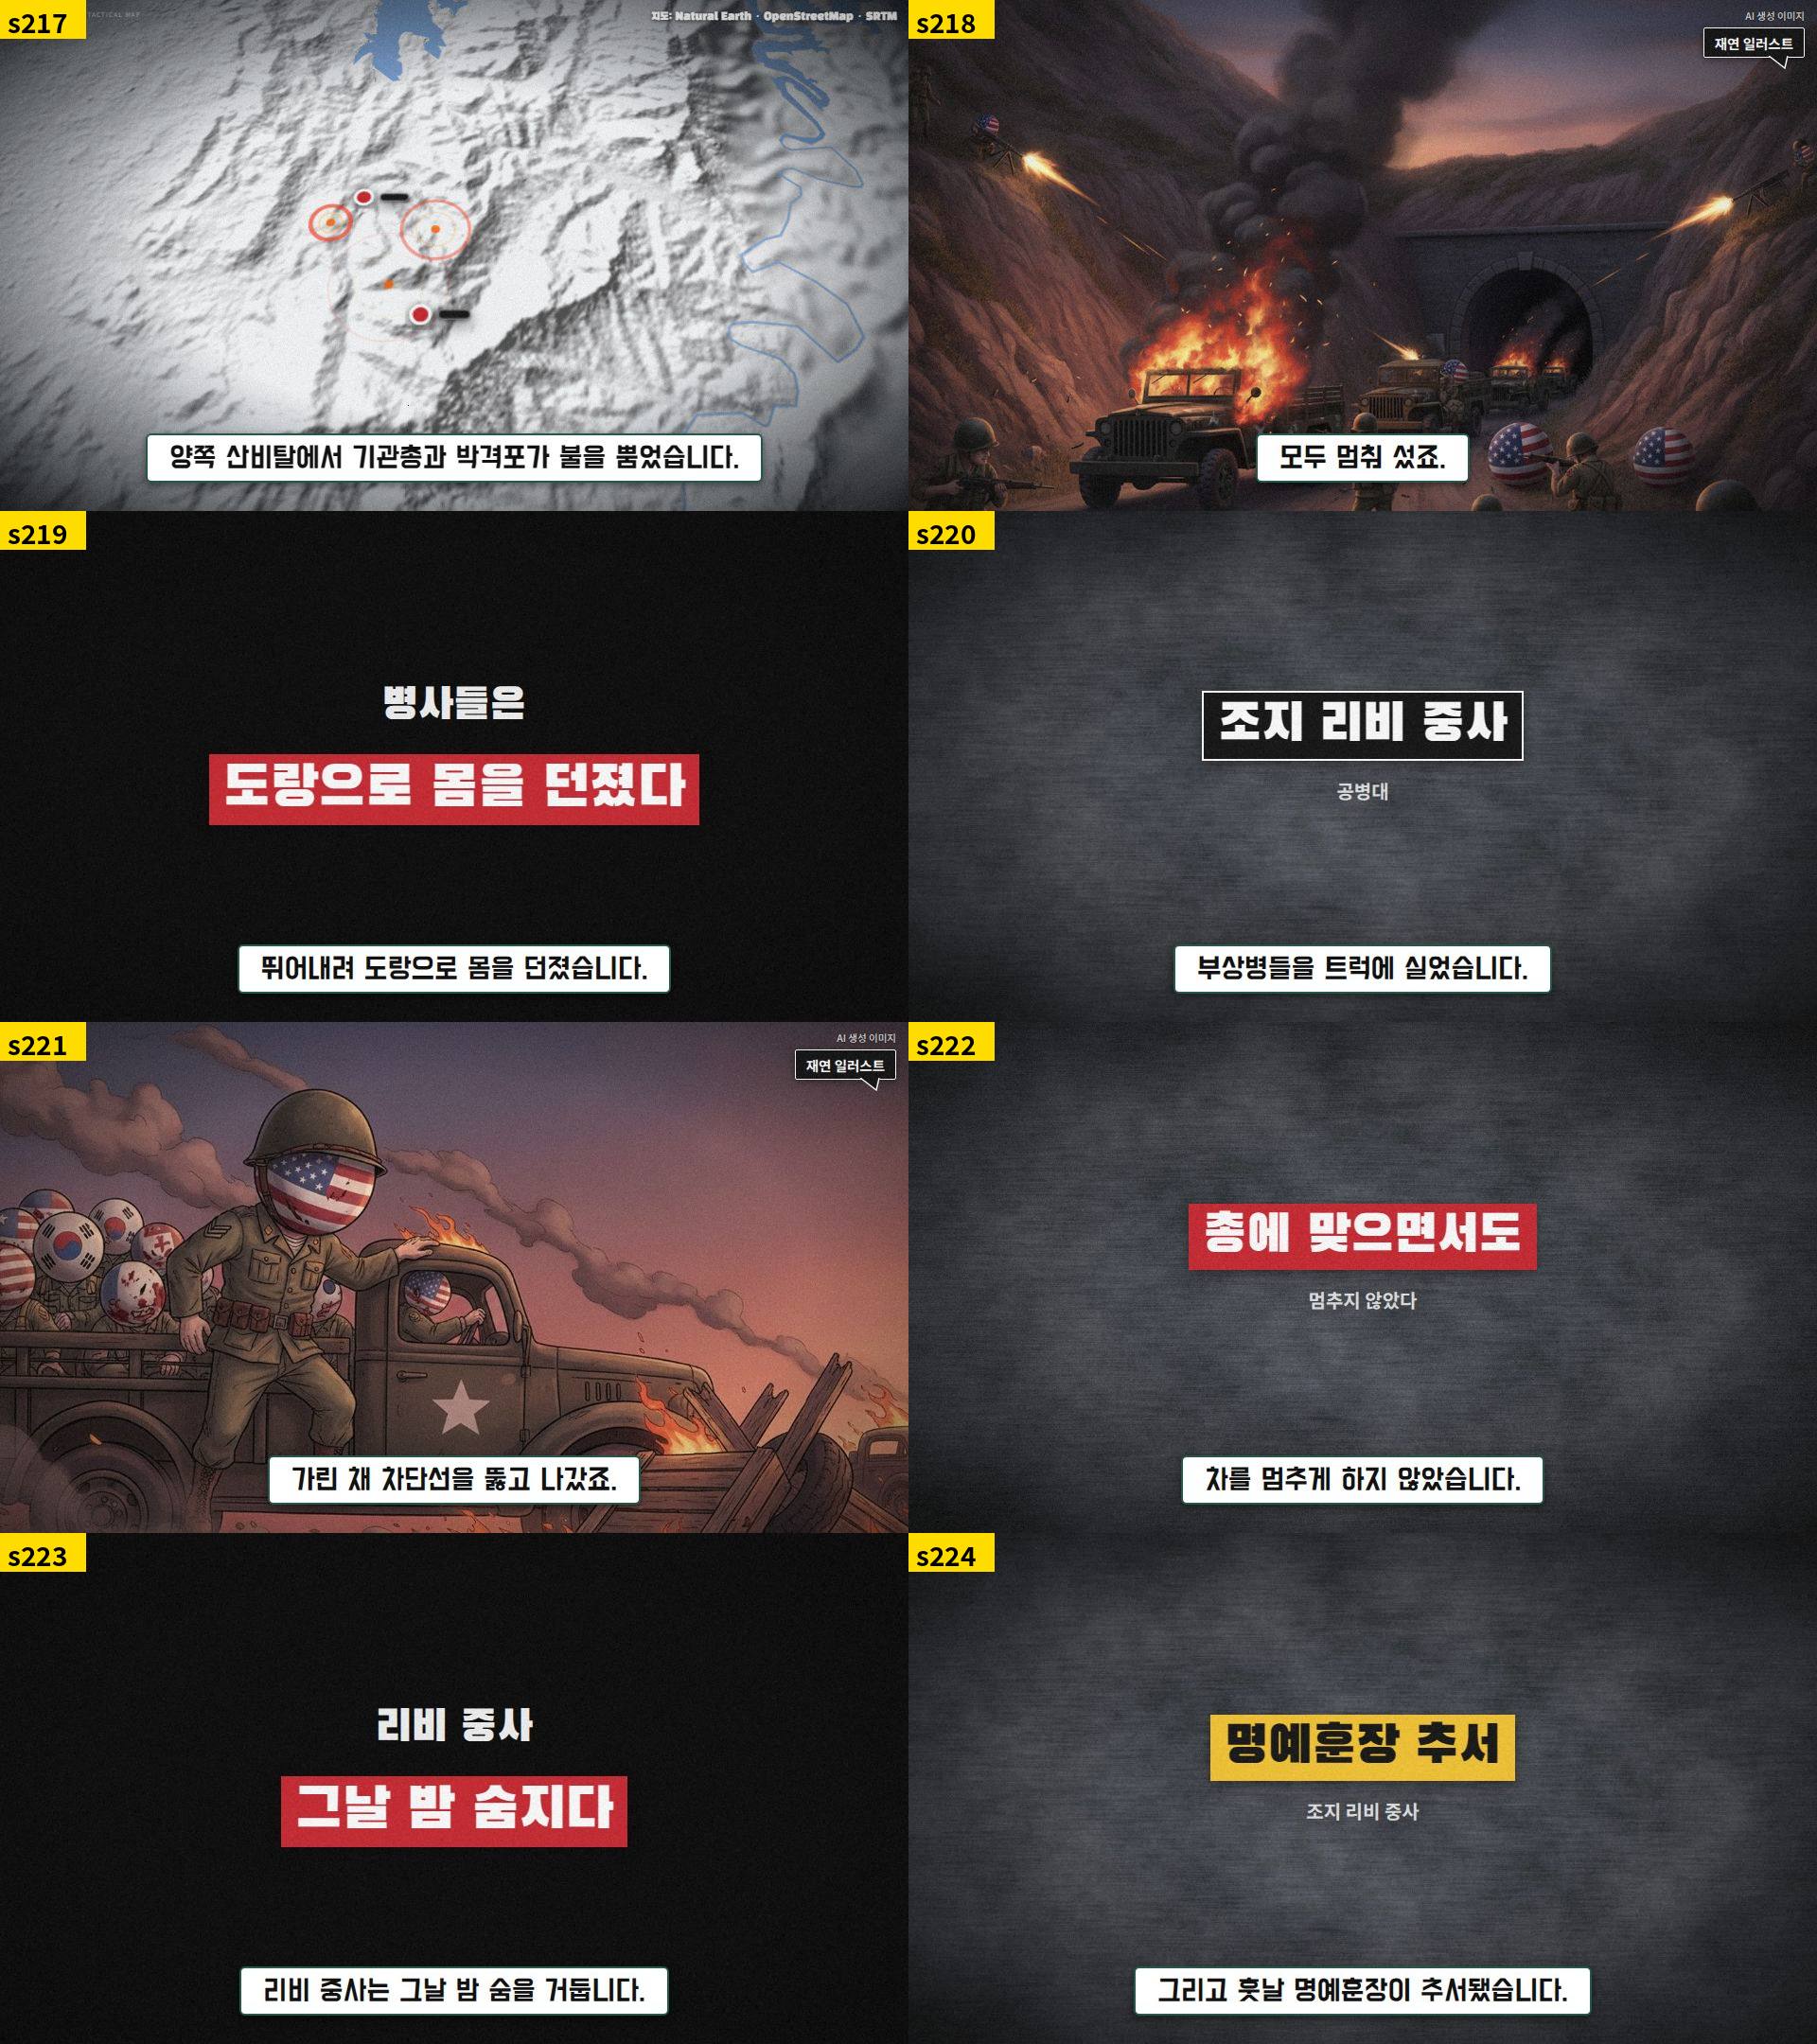 s217
TACTICAL MAP
지도: Natural Earth · OpenStreetMap · SRTM
양쪽 산비탈에서 기관총과 박격포가 불을 뿜었습니다.
s218
AI 생성 이미지
재연 일러스트
모두 멈춰 섰죠.
s219
병사들은
도랑으로 몸을 던졌다
뛰어내려 도랑으로 몸을 던졌습니다.
s220
조지 리비 중사
공병대
부상병들을 트럭에 실었습니다.
s221
AI 생성 이미지
재연 일러스트
가린 채 차단선을 뚫고 나갔죠.
s222
총에 맞으면서도
멈추지 않았다
차를 멈추게 하지 않았습니다.
s223
리비 중사
그날 밤 숨지다
리비 중사는 그날 밤 숨을 거둡니다.
s224
명예훈장 추서
조지 리비 중사
그리고 훗날 명예훈장이 추서됐습니다.